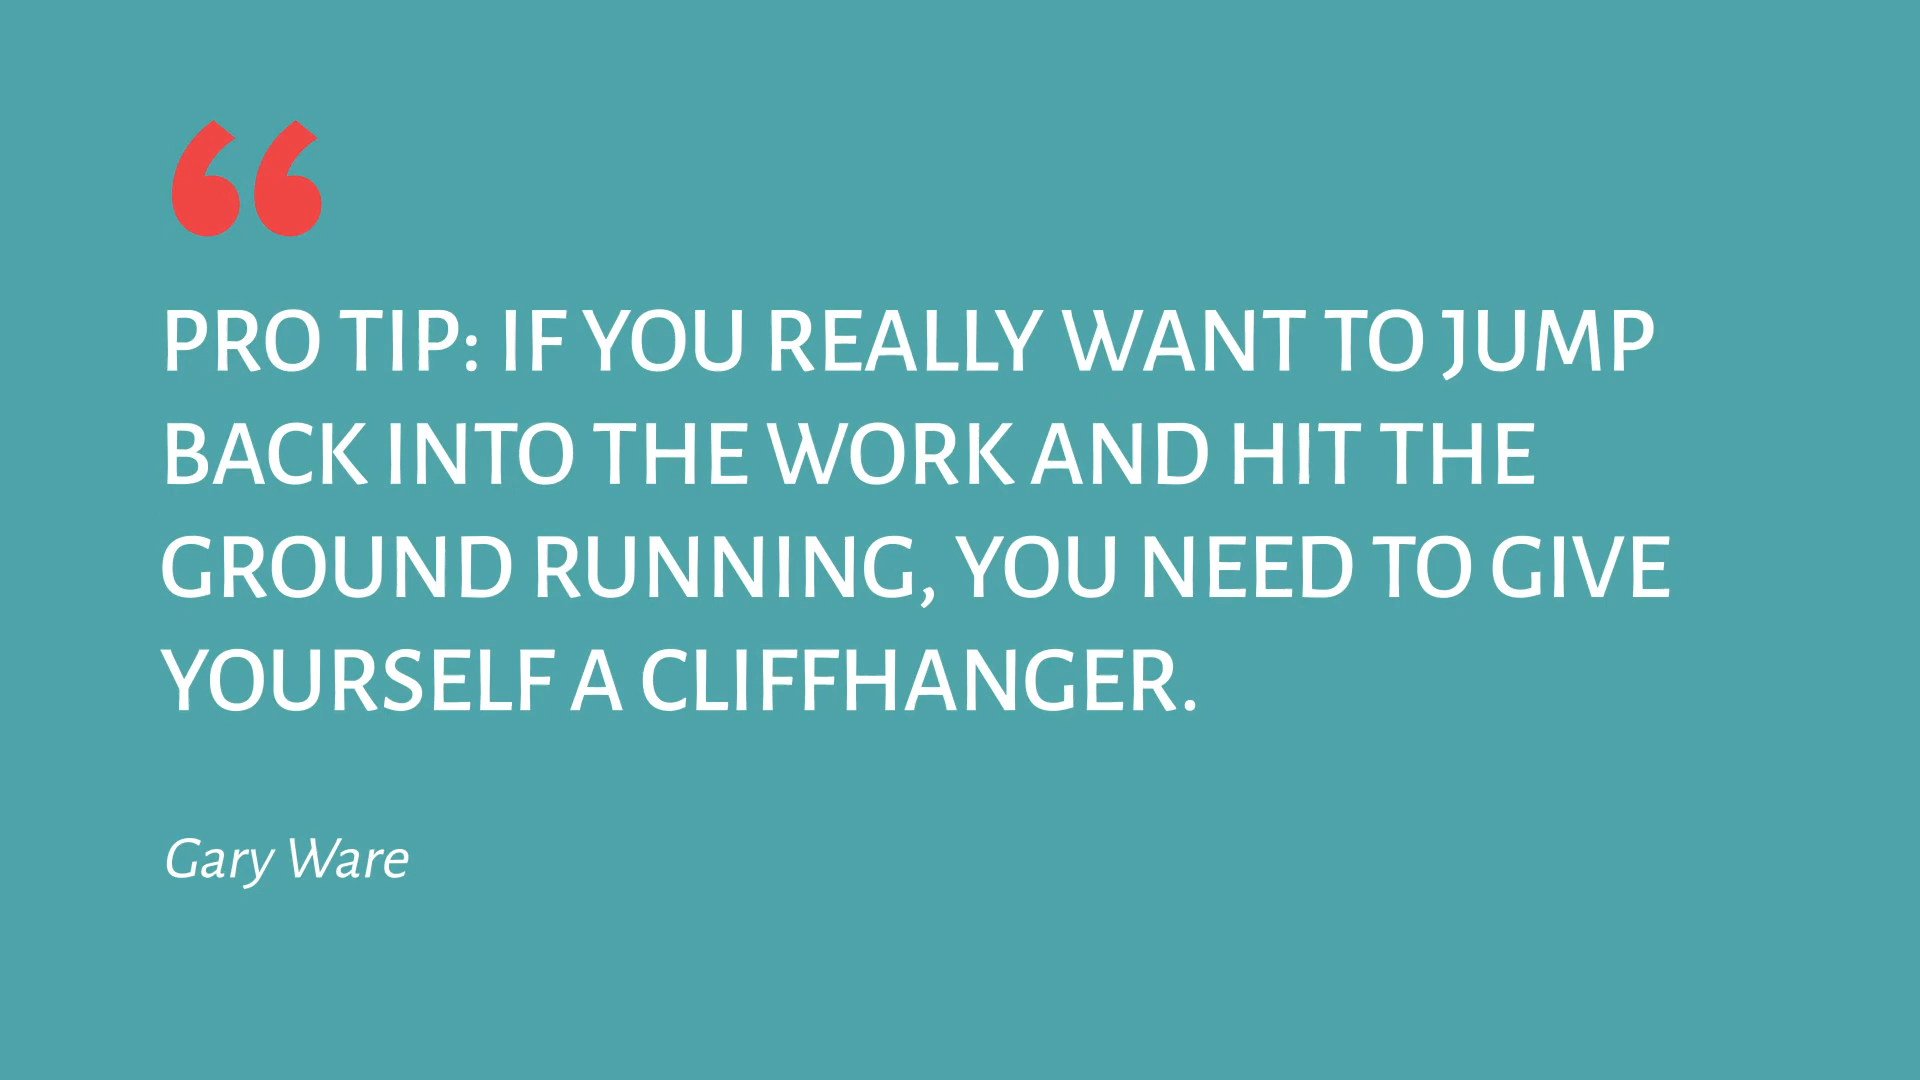 “
PRO TIP: IF YOU REALLY WANT TO JUMP
BACK INTO THE WORK AND HIT THE
GROUND RUNNING, YOU NEED TO GIVE
YOURSELF A CLIFFHANGER.
Gary Ware